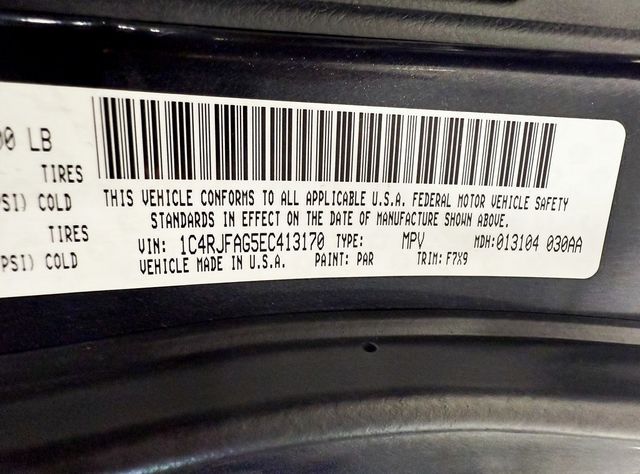 00 LB
TIRES
PSI) COLD
TIRES
PSI) COLD
THIS VEHICLE CONFORMS TO ALL APPLICABLE U.S.A. FEDERAL MOTOR VEHICLE SAFETY
STANDARDS IN EFFECT ON THE DATE OF MANUFACTURE SHOWN ABOVE.
VIN: 1C4RJFAG5EC413170 TYPE: MPV MDH:013104 030AA
VEHICLE MADE IN U.S.A. PAINT: PAR TRIM: F7X9